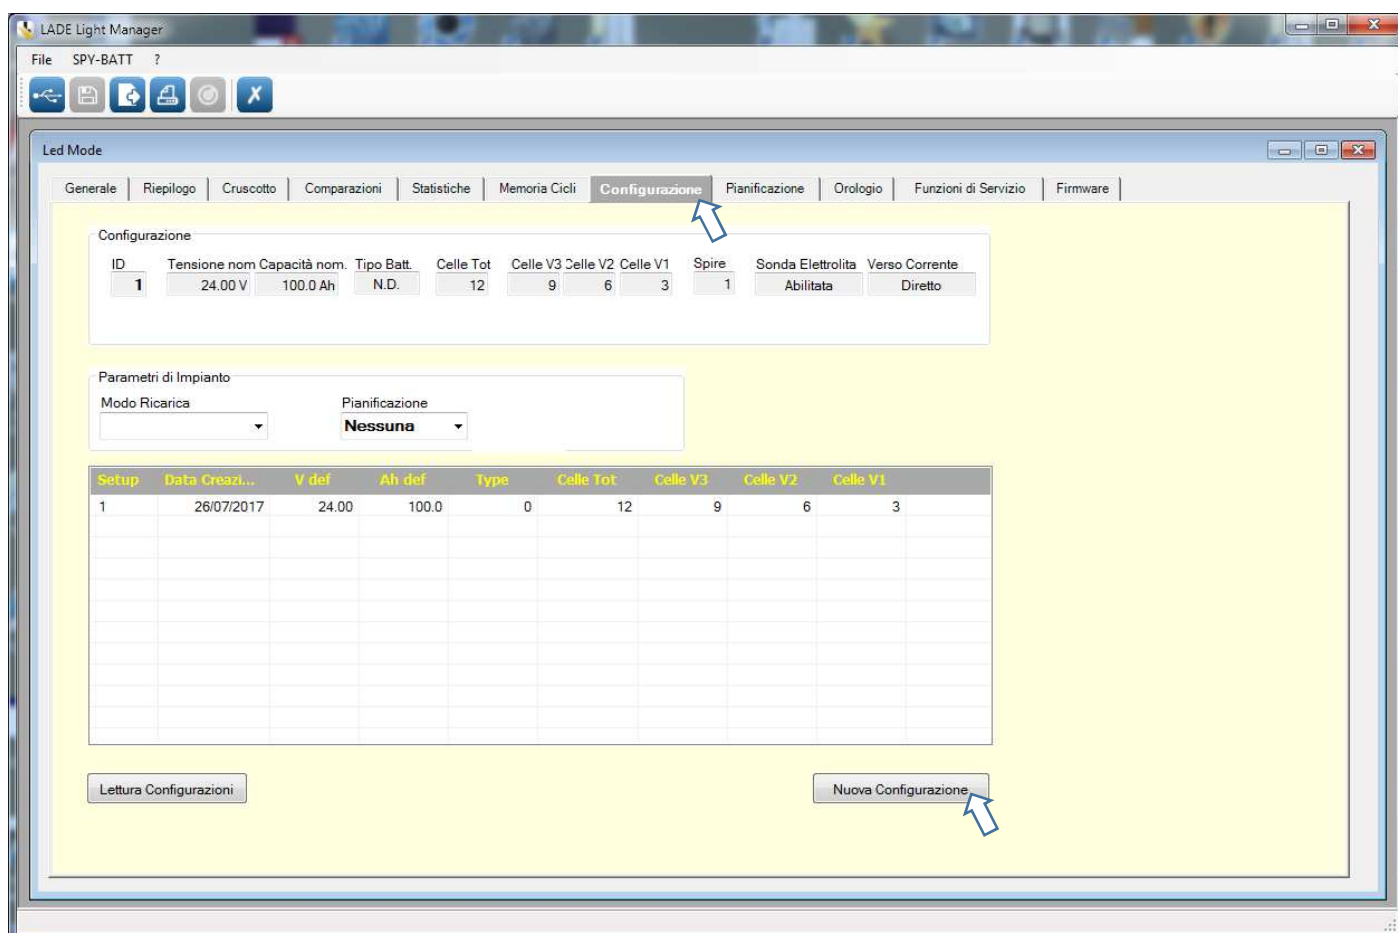 LADE Light Manager
File SPY-BATT ?
Led Mode
Generale Riepilogo Cruscotto Comparazioni Statistiche Memoria Cicli Configurazione Pianificazione Orologio Funzioni di Servizio Firmware
Configurazione
ID Tensione nom Capacità nom. Tipo Batt. Celle Tot Celle V3 Celle V2 Celle V1 Spire Sonda Elettrolita Verso Corrente
1 24.00 V 100.0 Ah N.D. 12 9 6 3 1 Abilitata Diretto
Parametri di Impianto
Modo Ricarica Pianificazione
Nessuna
Setup Data Creazi... V def Ah def Type Celle Tot Celle V3 Celle V2 Celle V1
1 26/07/2017 24.00 100.0 0 12 9 6 3
Lettura Configurazioni Nuova Configurazione